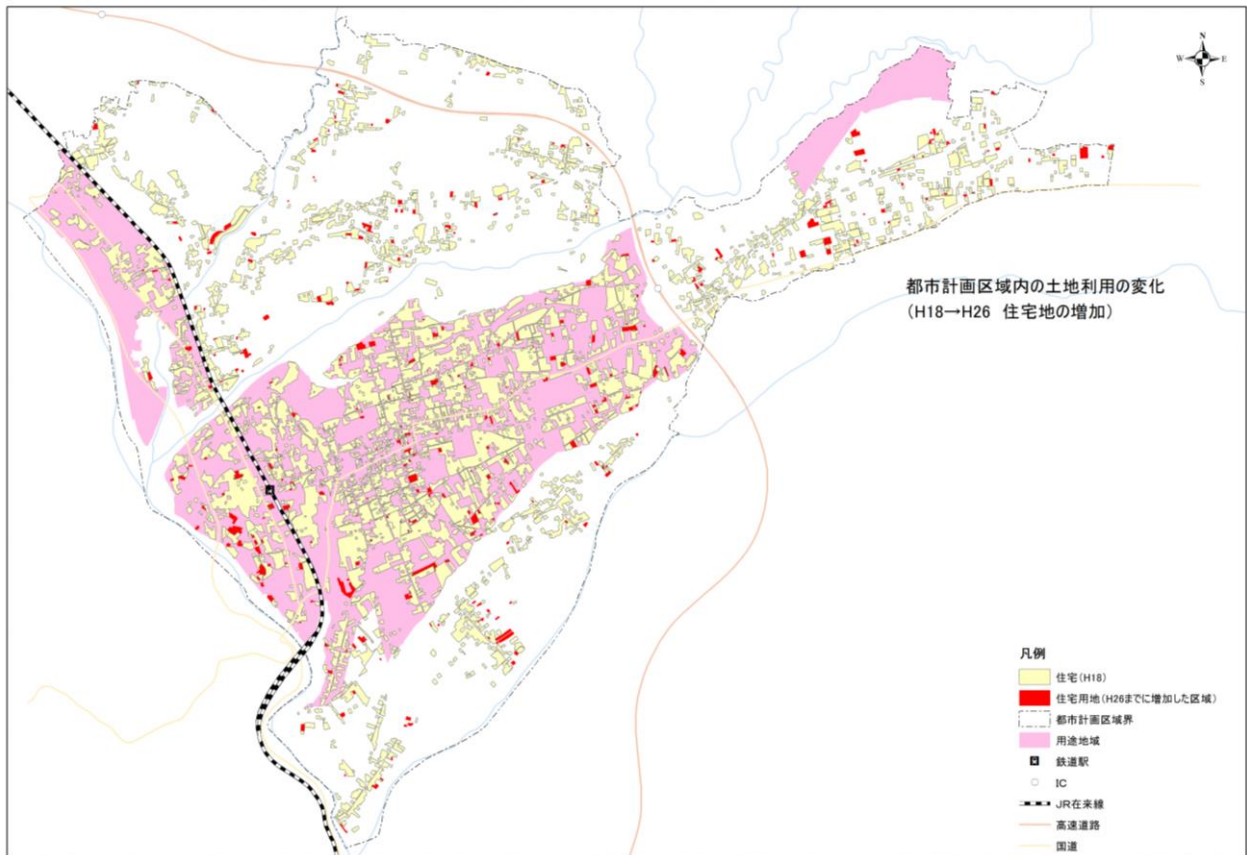 N
W E
S
都市計画区域内の土地利用の変化
(H18→H26 住宅地の増加)
凡例
住宅(H18)
住宅用地(H26までに増加した区域)
都市計画区域界
用途地域
鉄道駅
IC
JR在来線
高速道路
国道